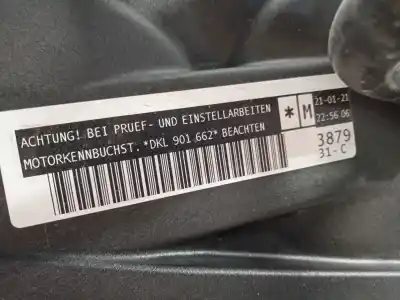 ACHTUNG! BEI PRUEF- UND EINSTELLARBEITEN
MOTORKENNBUCHST. *DKL 901.662* BEACHTEN
* M
21-01-21
22:56 06
3879
31-C